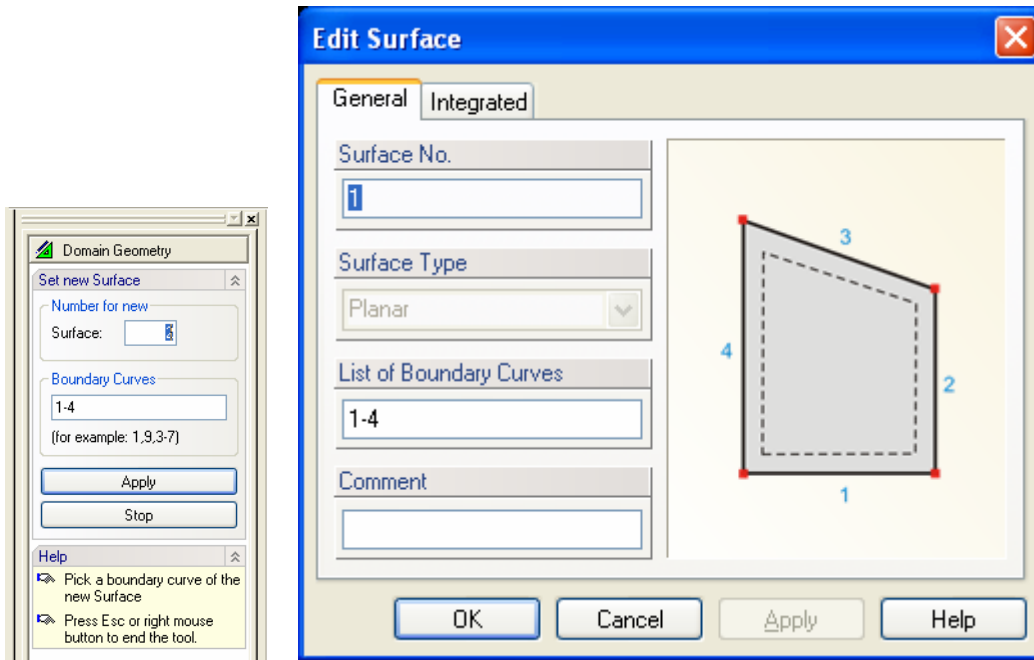 Domain Geometry
Set new Surface
Number for new
Surface:
2
Boundary Curves
1-4
(for example: 1,9,3-7)
Apply
Stop
Help
Pick a boundary curve of the
new Surface
Press Esc or right mouse
button to end the tool.
Edit Surface
General
Integrated
Surface No.
1
Surface Type
Planar
List of Boundary Curves
1-4
Comment
3
4
2
1
OK
Cancel
Apply
Help